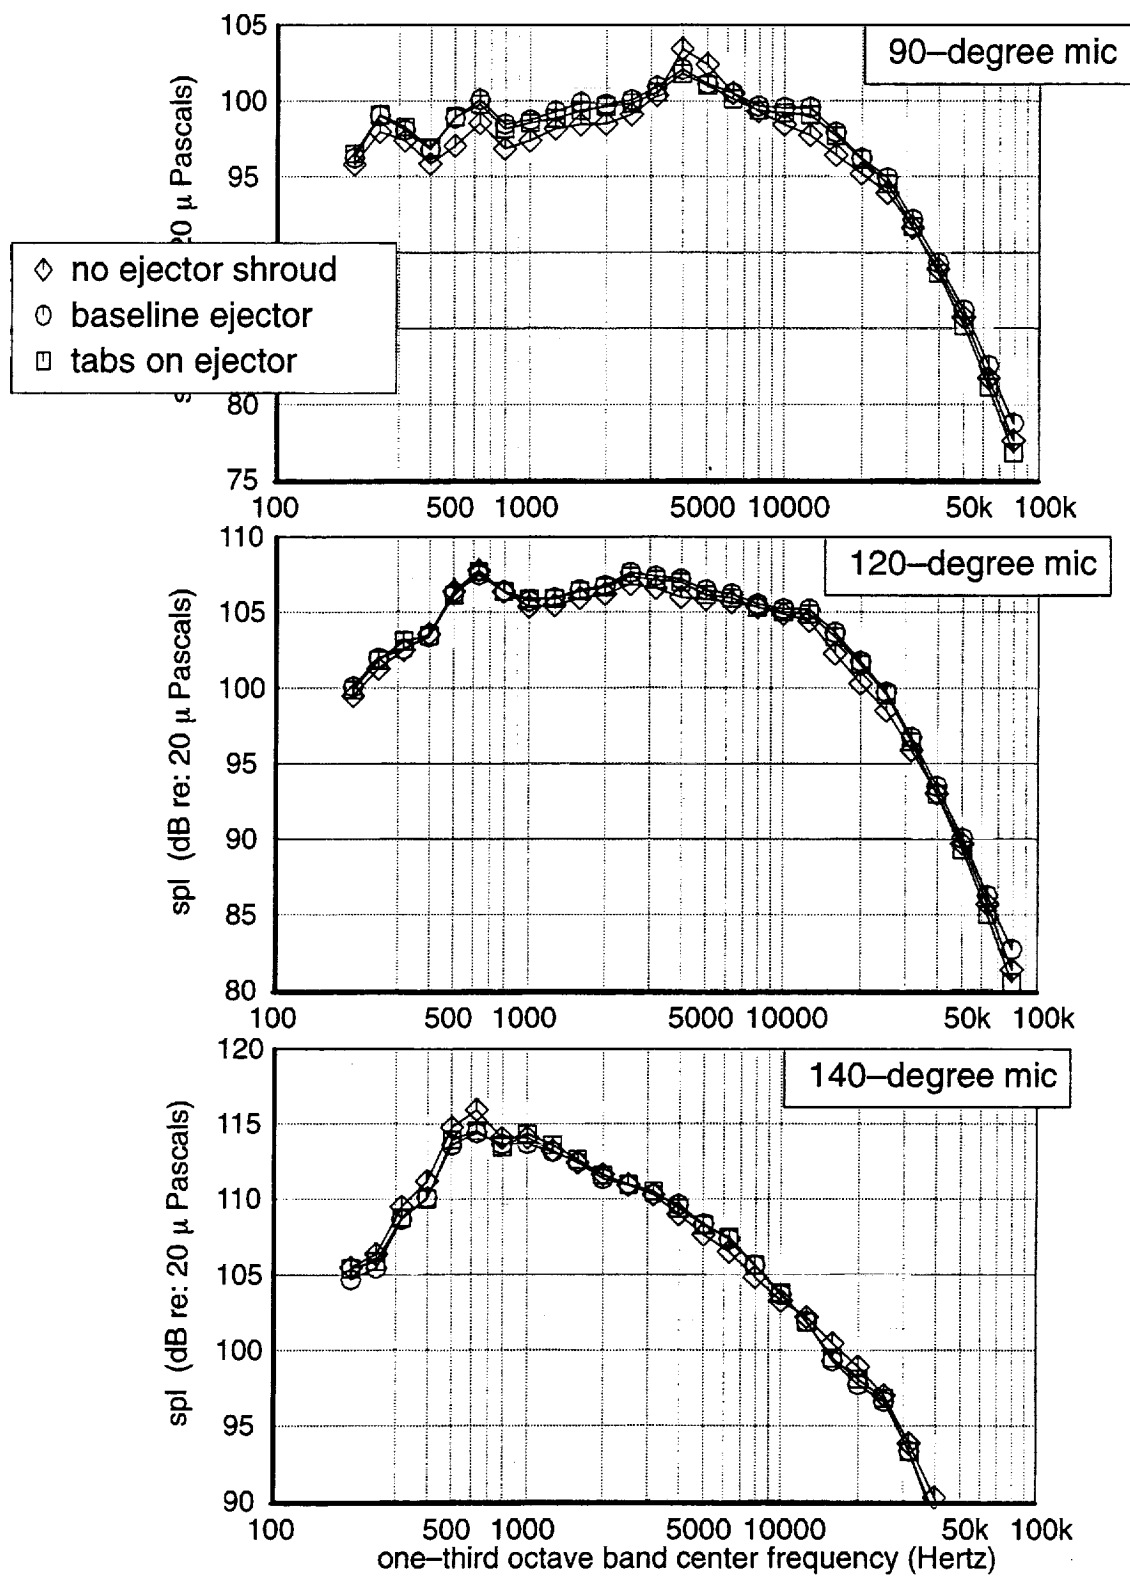 105
90–degree mic
100
95
20 μ Pascals)
no ejector shroud
baseline ejector
tabs on ejector
80
75
100 500 1000 5000 10000 50k 100k
110
120–degree mic
105
100
95
90
85
80
spl (dB re: 20 μ Pascals)
100 500 1000 5000 10000 50k 100k
120
140–degree mic
115
110
105
100
95
90
spl (dB re: 20 μ Pascals)
100 500 1000 5000 10000 50k 100k
one–third octave band center frequency (Hertz)